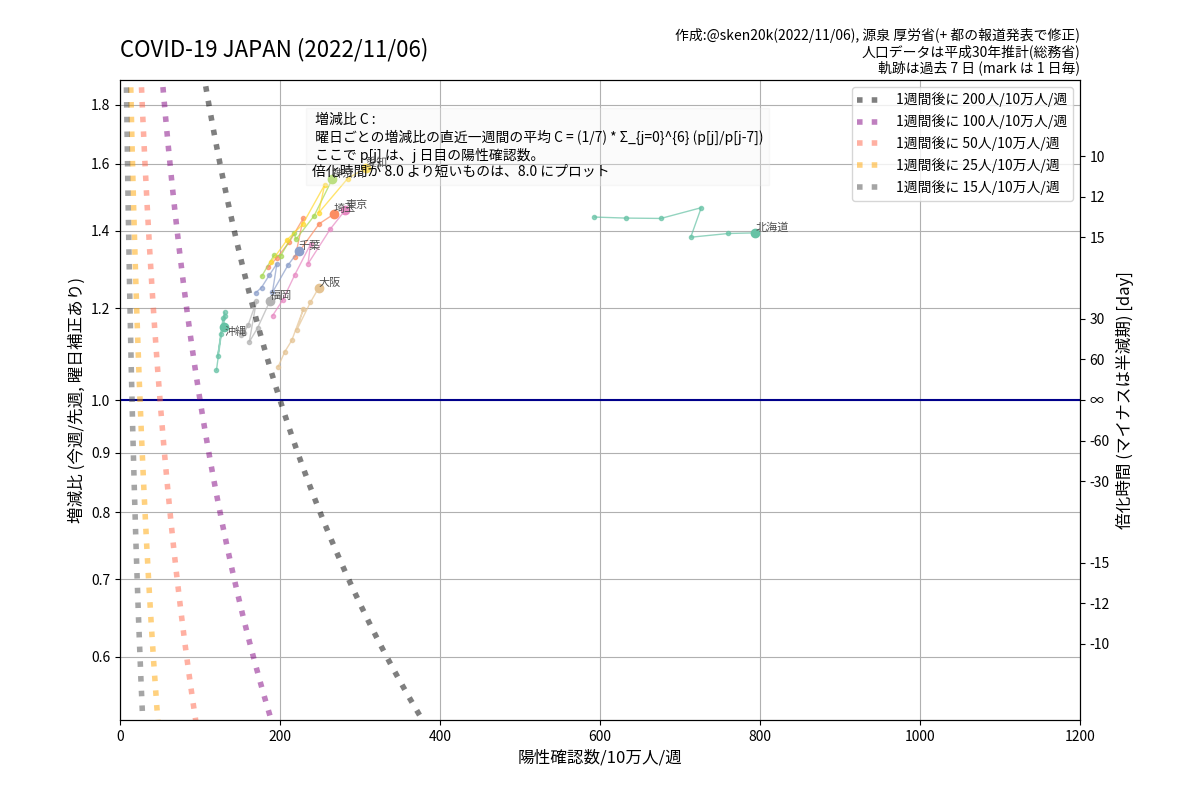 COVID-19 JAPAN (2022/11/06)
作成:@sken20k(2022/11/06), 源泉 厚労省(+ 都の報道発表で修正)
人口データは平成30年推計(総務省)
軌跡は過去 7 日 (mark は 1 日毎)
1週間後に 200人/10万人/週
1週間後に 100人/10万人/週
1週間後に 50人/10万人/週
1週間後に 25人/10万人/週
1週間後に 15人/10万人/週
増減比 C :
曜日ごとの増減比の直近一週間の平均 C = (1/7) * Σ_{j=0}^{6} (p[j]/p[j-7])
ここで p[j] は、j 日目の陽性確認数。
倍化時間が 8.0 より短いものは、8.0 にプロット
埼玉
東京
北海道
千葉
大阪
福岡
沖縄
増減比 (今週/先週, 曜日補正あり)
1.8
1.6
1.4
1.2
1.0
0.9
0.8
0.7
0.6
10
12
15
30
60
∞
-60
-30
-15
-12
-10
倍化時間 (マイナスは半減期) [day]
0
200
400
600
800
1000
1200
陽性確認数/10万人/週